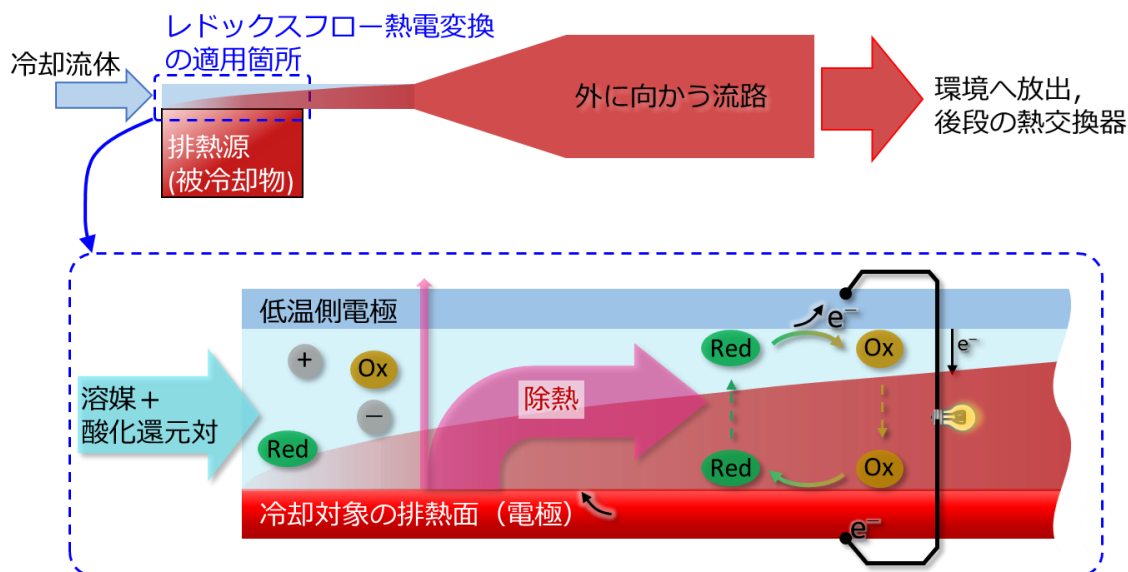 レドックスフロー熱電変換
の適用箇所
冷却流体
外に向かう流路
環境へ放出,
後段の熱交換器
排熱源
(被冷却物)
低温側電極
e⁻
+
Ox
Red
Ox
e⁻
溶媒+
酸化還元対
除熱
−
Red
Red
Ox
冷却対象の排熱面(電極)
e⁻